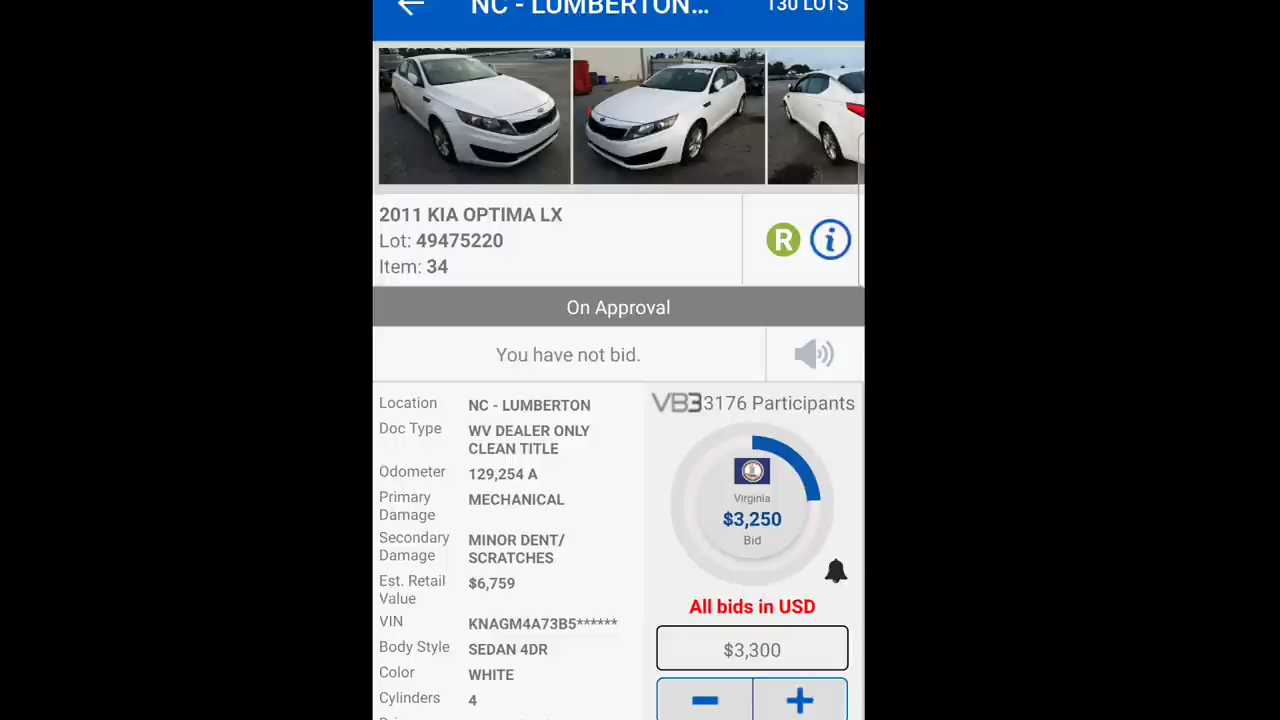 NC - LUMBERTON...
130 LOTS
2011 KIA OPTIMA LX
Lot: 49475220
Item: 34
R
i
On Approval
You have not bid.
Location NC - LUMBERTON
Doc Type WV DEALER ONLY
CLEAN TITLE
Odometer 129,254 A
Primary
Damage MECHANICAL
Secondary
Damage MINOR DENT/
SCRATCHES
Est. Retail
Value $6,759
VIN KNAGM4A73B5******
Body Style SEDAN 4DR
Color WHITE
Cylinders 4
VB3 3176 Participants
Virginia
$3,250
Bid
All bids in USD
$3,300